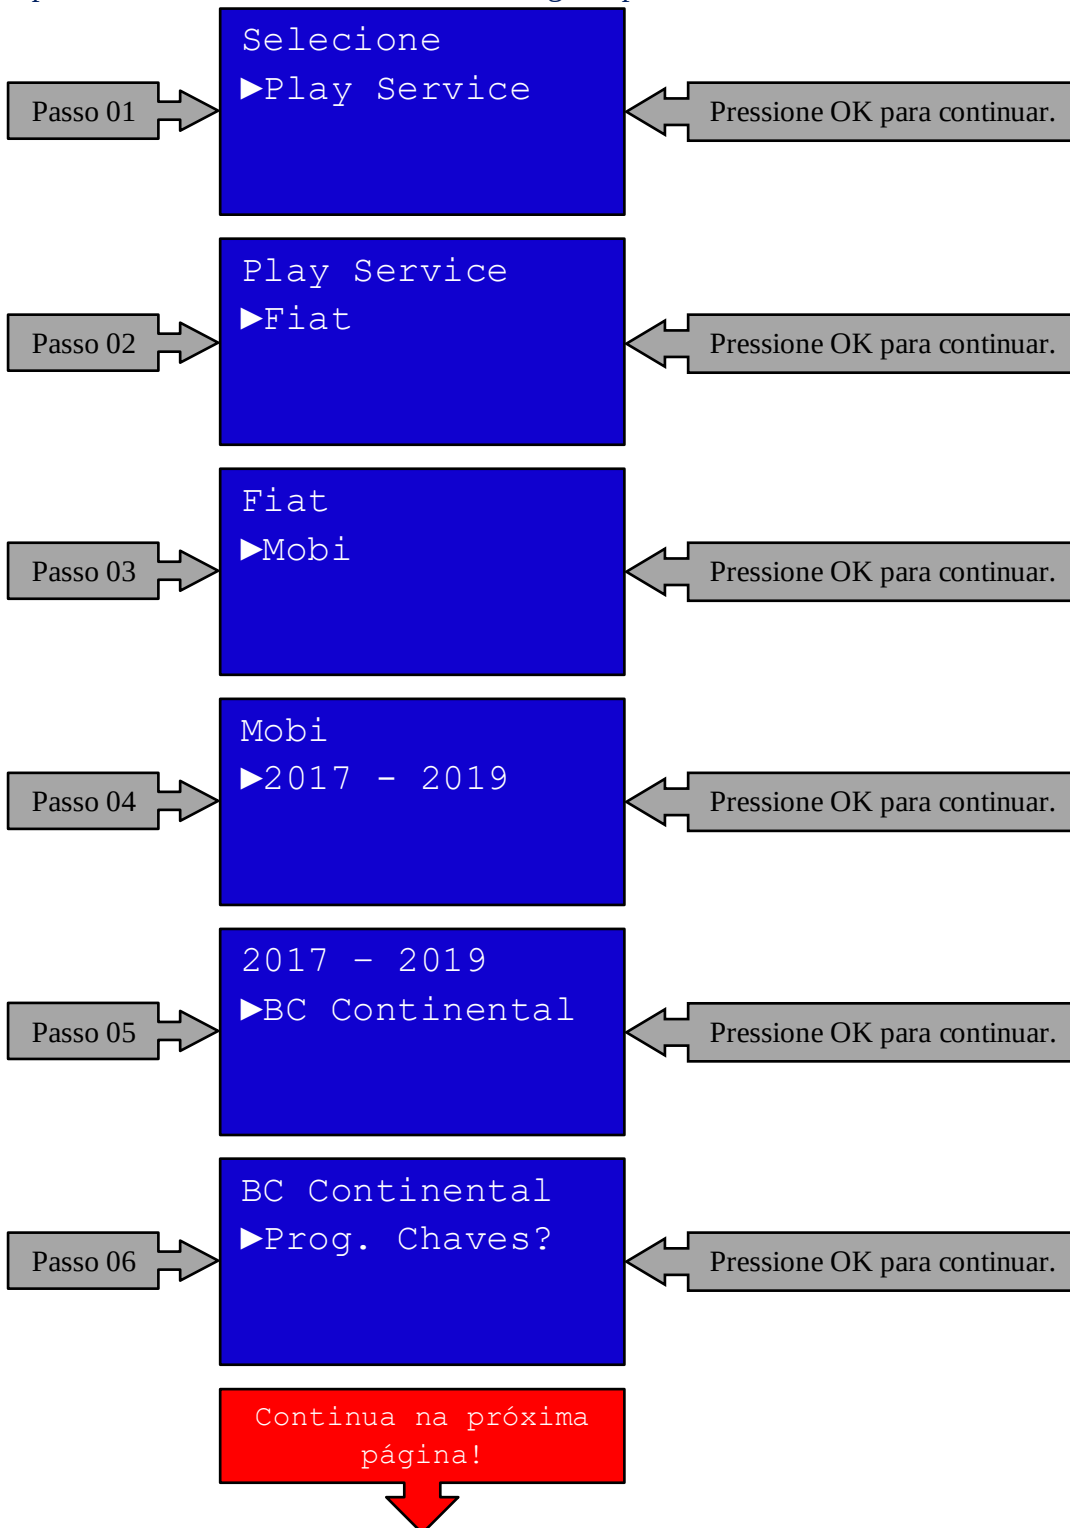 Selecione
►Play Service
Passo 01
Pressione OK para continuar.
Play Service
►Fiat
Passo 02
Pressione OK para continuar.
Fiat
►Mobi
Passo 03
Pressione OK para continuar.
Mobi
►2017 - 2019
Passo 04
Pressione OK para continuar.
2017 – 2019
►BC Continental
Passo 05
Pressione OK para continuar.
BC Continental
►Prog. Chaves?
Passo 06
Pressione OK para continuar.
Continua na próxima
página!